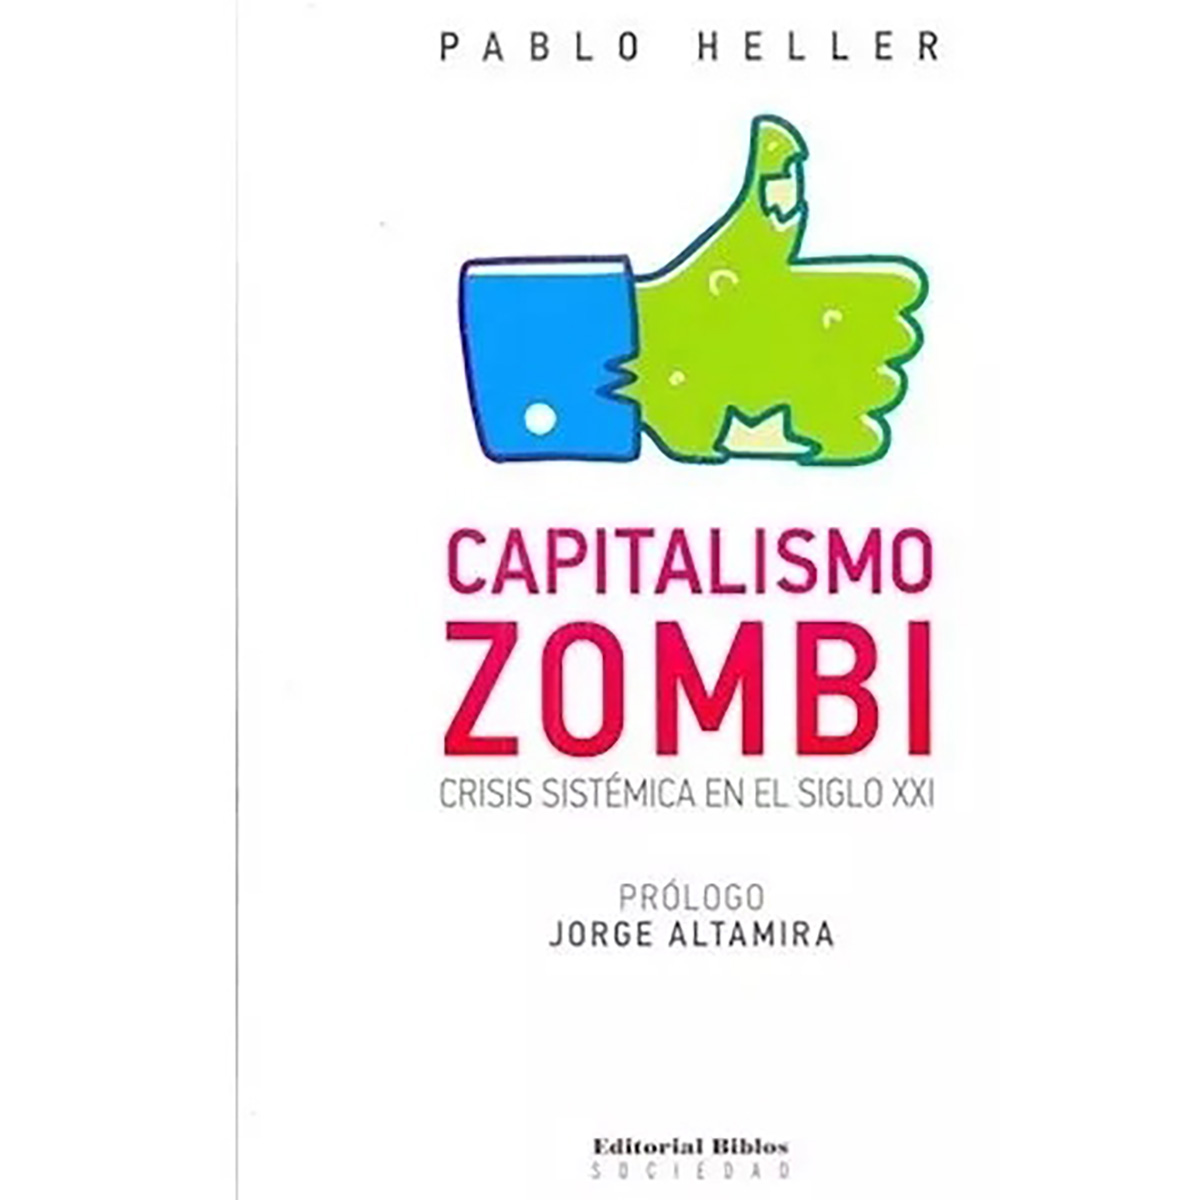 PABLO HELLER
CAPITALISMO
ZOMBI
CRISIS SISTÉMICA EN EL SIGLO XXI
PRÓLOGO
JORGE ALTAMIRA
Editorial Biblos
SOCIEDAD